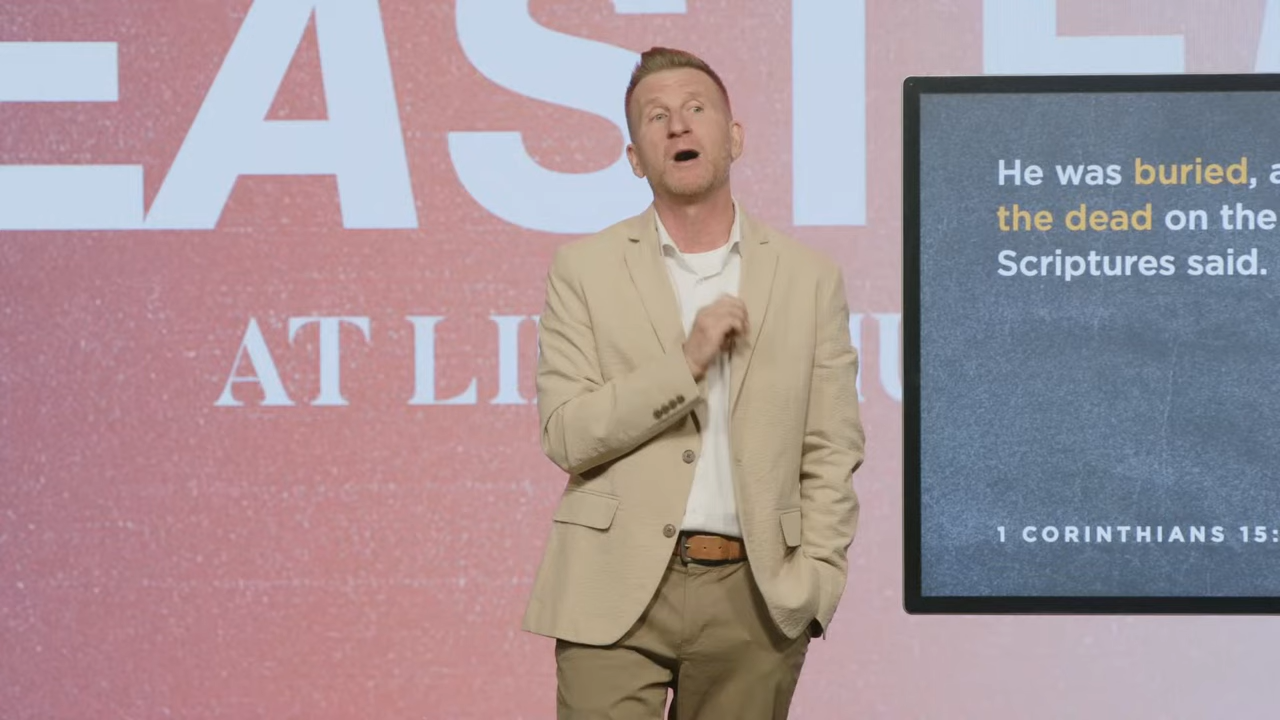 EASTE
AT LI
He was buried, a
the dead on the
Scriptures said.
1 CORINTHIANS 15: